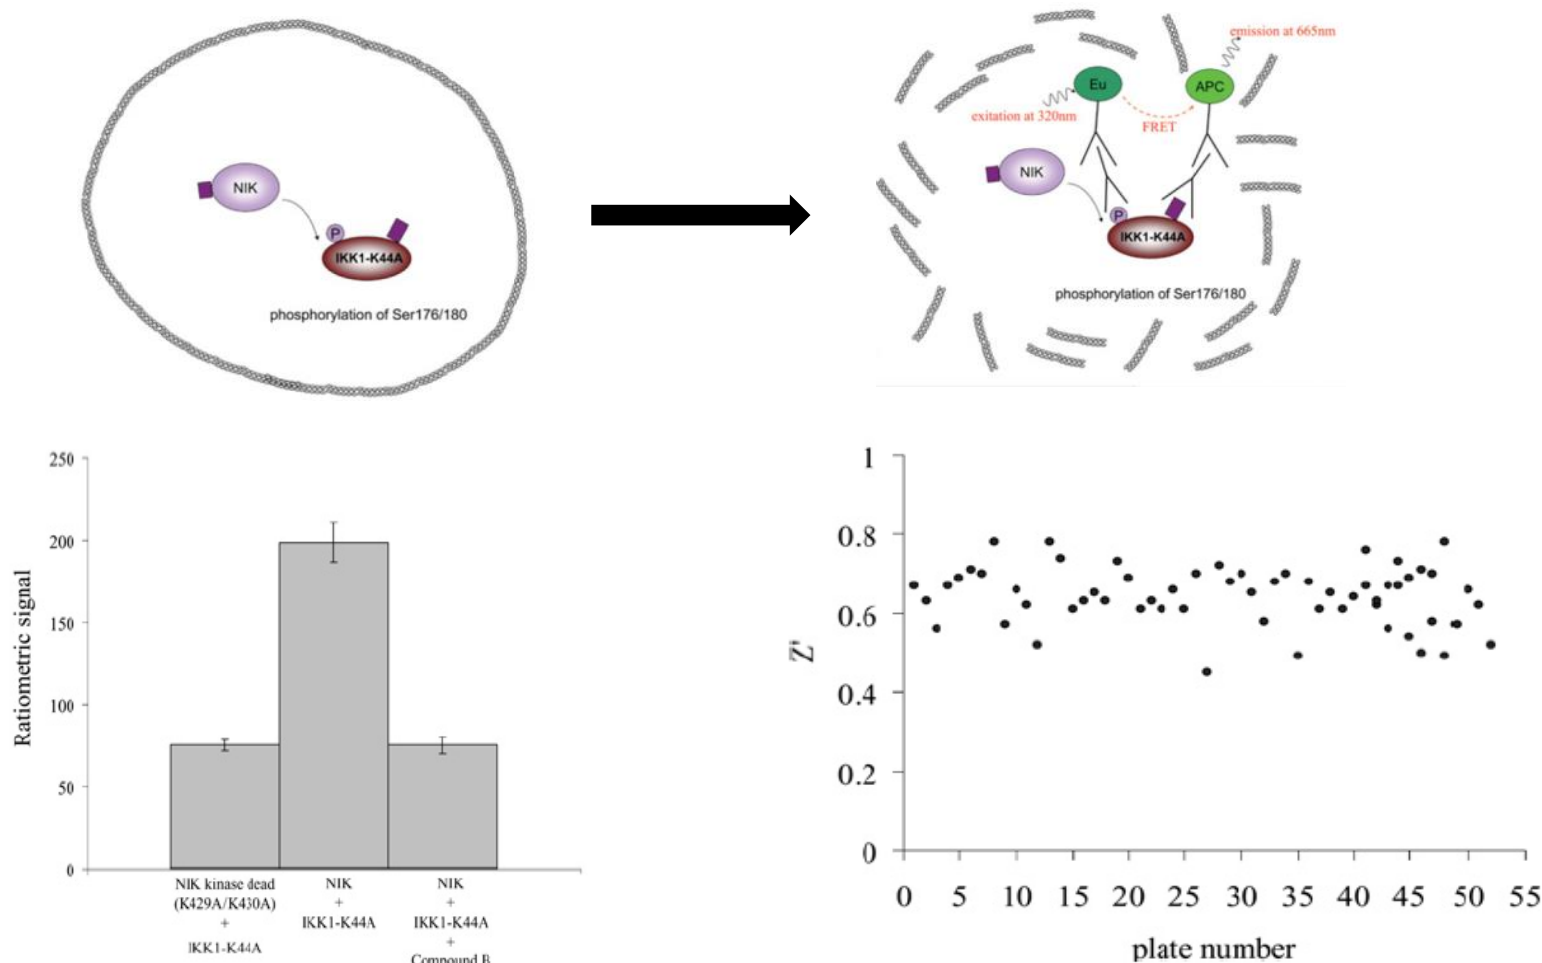 NIK
P
IKK1-K44A
phosphorylation of Ser176/180
emission at 665nm
Eu
APC
exitation at 320nm
FRET
NIK
P
IKK1-K44A
phosphorylation of Ser176/180
250
200
150
100
50
0
Ratiometric signal
NIK kinase dead
(K429A/K430A)
+
IKK1-K44A
NIK
+
IKK1-K44A
NIK
+
IKK1-K44A
+
Compound B
1
0.8
0.6
0.4
0.2
0
Z'
0 5 10 15 20 25 30 35 40 45 50 55
plate number